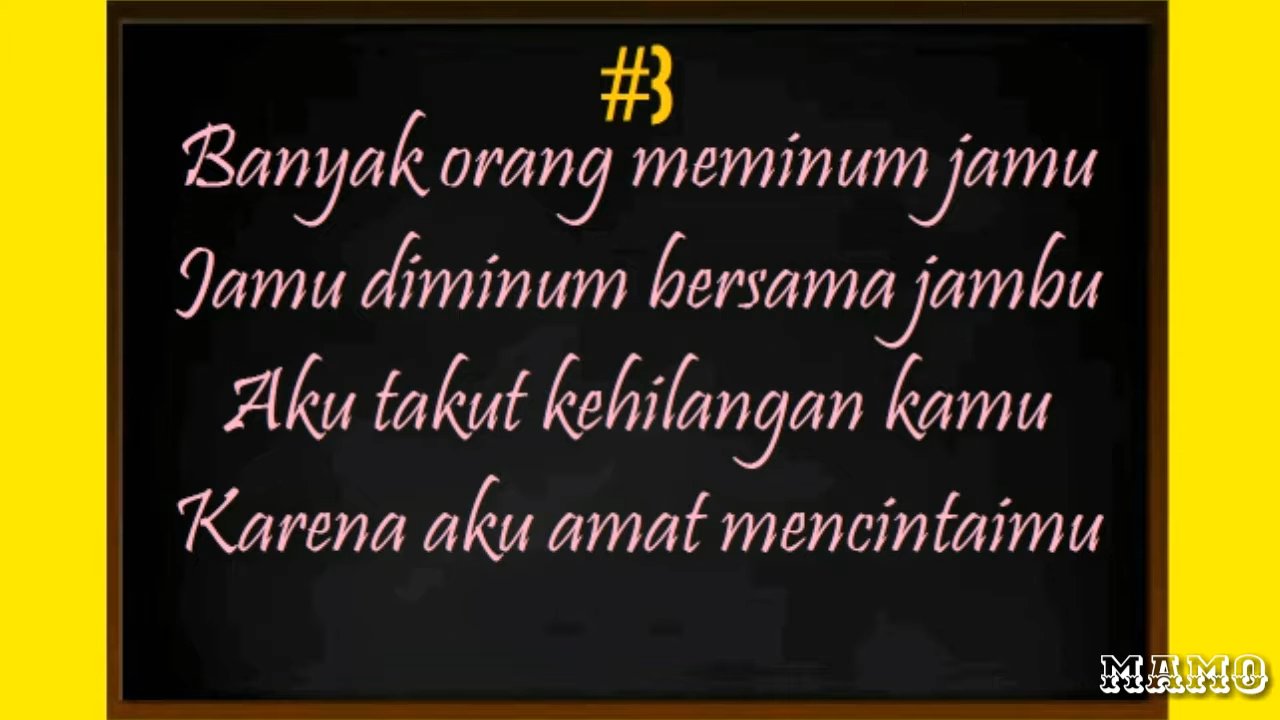 #3
Banyak orang meminum jamu
Jamu diminum bersama jambu
Aku takut kehilangan kamu
Karena aku amat mencintaimu
MAMO